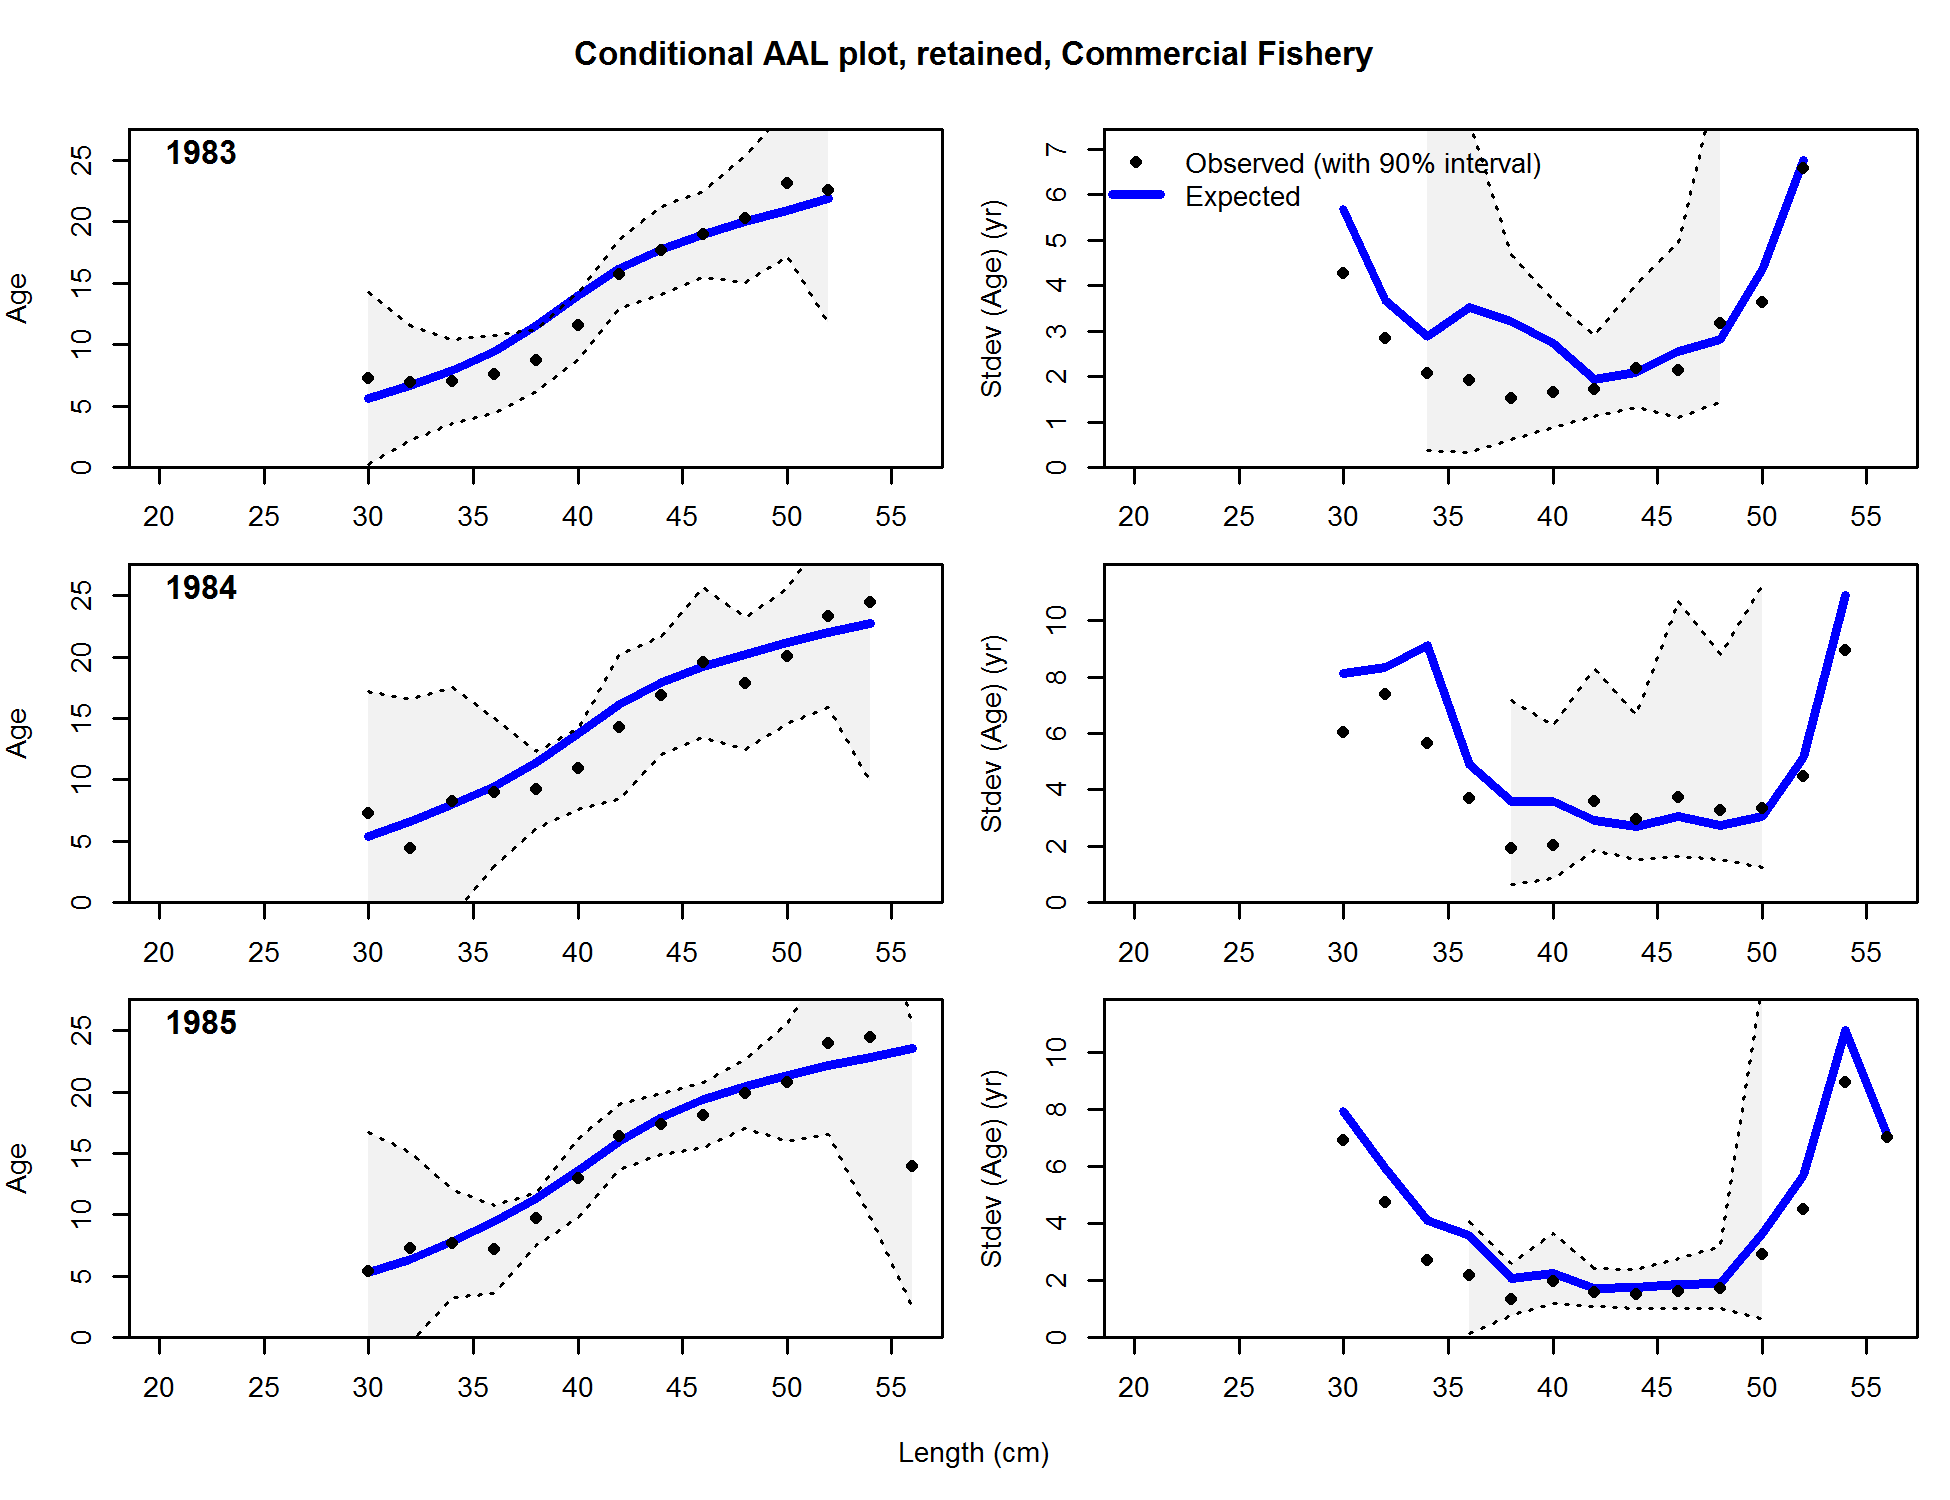 Conditional AAL plot, retained, Commercial Fishery
1983
Age
0 5 10 15 20 25
20 25 30 35 40 45 50 55
Observed (with 90% interval)
Expected
Stdev (Age) (yr)
0 1 2 3 4 5 6 7
20 25 30 35 40 45 50 55
1984
Age
0 5 10 15 20 25
20 25 30 35 40 45 50 55
Stdev (Age) (yr)
0 2 4 6 8 10
20 25 30 35 40 45 50 55
1985
Age
0 5 10 15 20 25
20 25 30 35 40 45 50 55
Stdev (Age) (yr)
0 2 4 6 8 10
20 25 30 35 40 45 50 55
Length (cm)